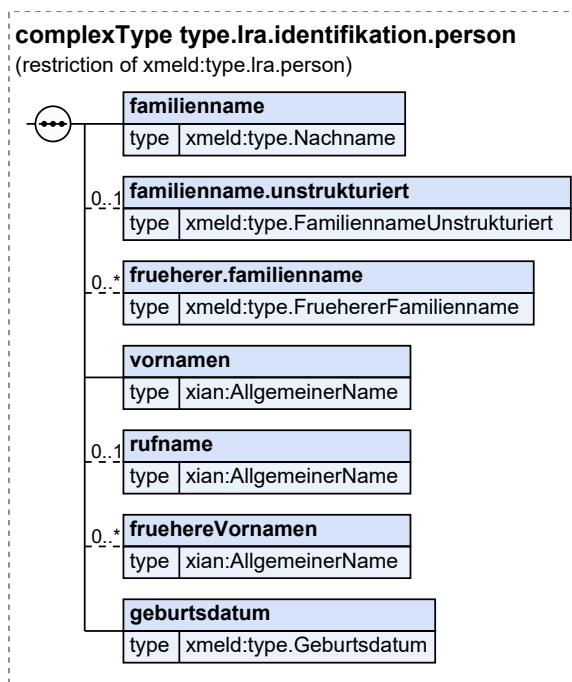 complexType type.lra.identifikation.person
(restriction of xmeld:type.lra.person)
familienname
type xmeld:type.Nachname
0..1 familienname.unstrukturiert
type xmeld:type.FamiliennameUnstrukturiert
0..* frueherer.familienname
type xmeld:type.FruehererFamilienname
vornamen
type xian:AllgemeinerName
0..1 rufname
type xian:AllgemeinerName
0..* fruehereVornamen
type xian:AllgemeinerName
geburtsdatum
type xmeld:type.Geburtsdatum